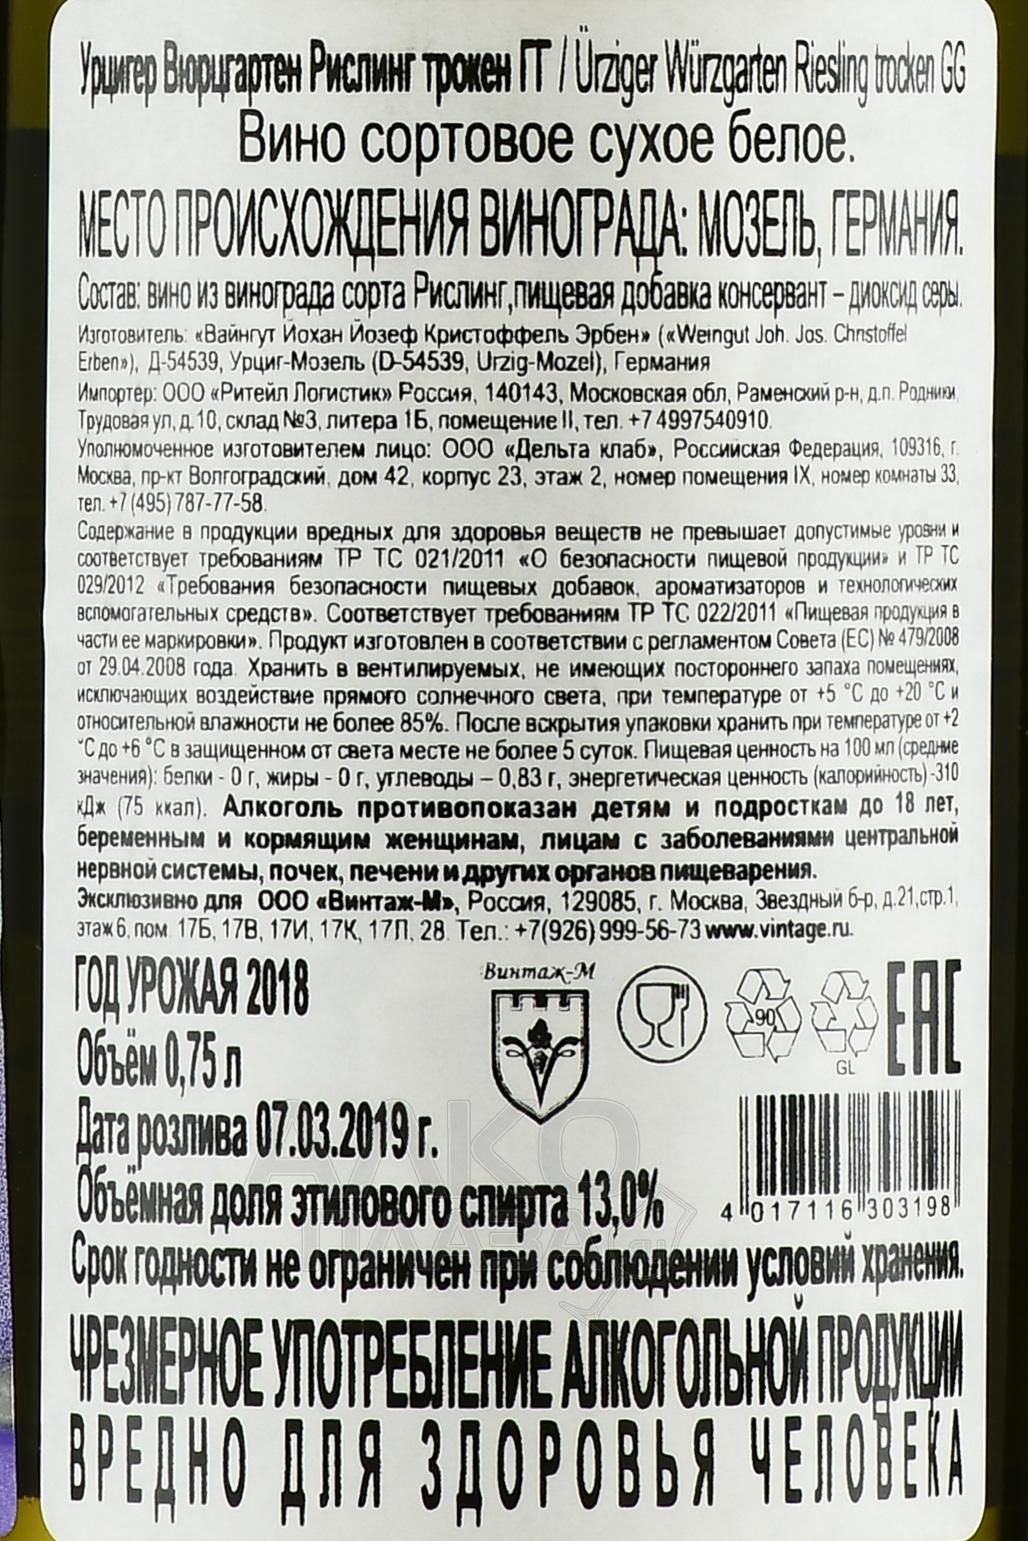 Урцигер Вюрцгартен Рислинг трокен ГГ / Ürziger Würzgarten Riesling trocken GG
Вино сортовое сухое белое.
МЕСТО ПРОИСХОЖДЕНИЯ ВИНОГРАДА: МОЗЕЛЬ, ГЕРМАНИЯ.
Состав: вино из винограда сорта Рислинг,пищевая добавка консервант – диоксид серы.
Изготовитель: «Вайнгут Йохан Йозеф Кристоффель Эрбен» («Weingut Joh. Jos. Christoffel
Erben»), Д-54539, Урциг-Мозель (D-54539, Urzig-Mozel), Германия
Импортер: ООО «Ритейл Логистик» Россия, 140143, Московская обл, Раменский р-н, д.п. Родники,
Трудовая ул, д.10, склад №3, литера 1Б, помещение II, тел. +7 4997540910.
Уполномоченное изготовителем лицо: ООО «Дельта клаб», Российская Федерация, 109316, г.
Москва, пр-кт Волгоградский, дом 42, корпус 23, этаж 2, номер помещения IX, номер комнаты 33,
тел. +7 (495) 787-77-58.
Содержание в продукции вредных для здоровья веществ не превышает допустимые уровни и
соответствует требованиям ТР ТС 021/2011 «О безопасности пищевой продукции» и ТР ТС
029/2012 «Требования безопасности пищевых добавок, ароматизаторов и технологических
вспомогательных средств». Соответствует требованиям ТР ТС 022/2011 «Пищевая продукция в
части ее маркировки». Продукт изготовлен в соответствии с регламентом Совета (ЕС) № 479/2008
от 29.04.2008 года. Хранить в вентилируемых, не имеющих постороннего запаха помещениях,
исключающих воздействие прямого солнечного света, при температуре от +5 °С до +20 °С и
относительной влажности не более 85%. После вскрытия упаковки хранить при температуре от +2
°С до +6 °С в защищенном от света месте не более 5 суток. Пищевая ценность на 100 мл (средние
значения): белки - 0 г, жиры - 0 г, углеводы – 0,83 г, энергетическая ценность (калорийность) -310
кДж (75 ккал). Алкоголь противопоказан детям и подросткам до 18 лет,
беременным и кормящим женщинам, лицам с заболеваниями центральной
нервной системы, почек, печени и других органов пищеварения.
Эксклюзивно для ООО «Винтаж-М», Россия, 129085, г. Москва, Звездный б-р, д.21,стр.1,
этаж 6, пом. 17Б, 17В, 17И, 17К, 17Л, 28. Тел.: +7(926) 999-56-73 www.vintage.ru.
ГОД УРОЖАЯ 2018
Объём 0,75 л
Дата розлива 07.03.2019 г.
Объёмная доля этилового спирта 13,0%
Винтаж-М
90
GL
EAC
4 017116 303198
АЛКО
ПЛАЗА
.RU
Срок годности не ограничен при соблюдении условий хранения.
ЧРЕЗМЕРНОЕ УПОТРЕБЛЕНИЕ АЛКОГОЛЬНОЙ ПРОДУКЦИИ
ВРЕДНО ДЛЯ ЗДОРОВЬЯ ЧЕЛОВЕКА